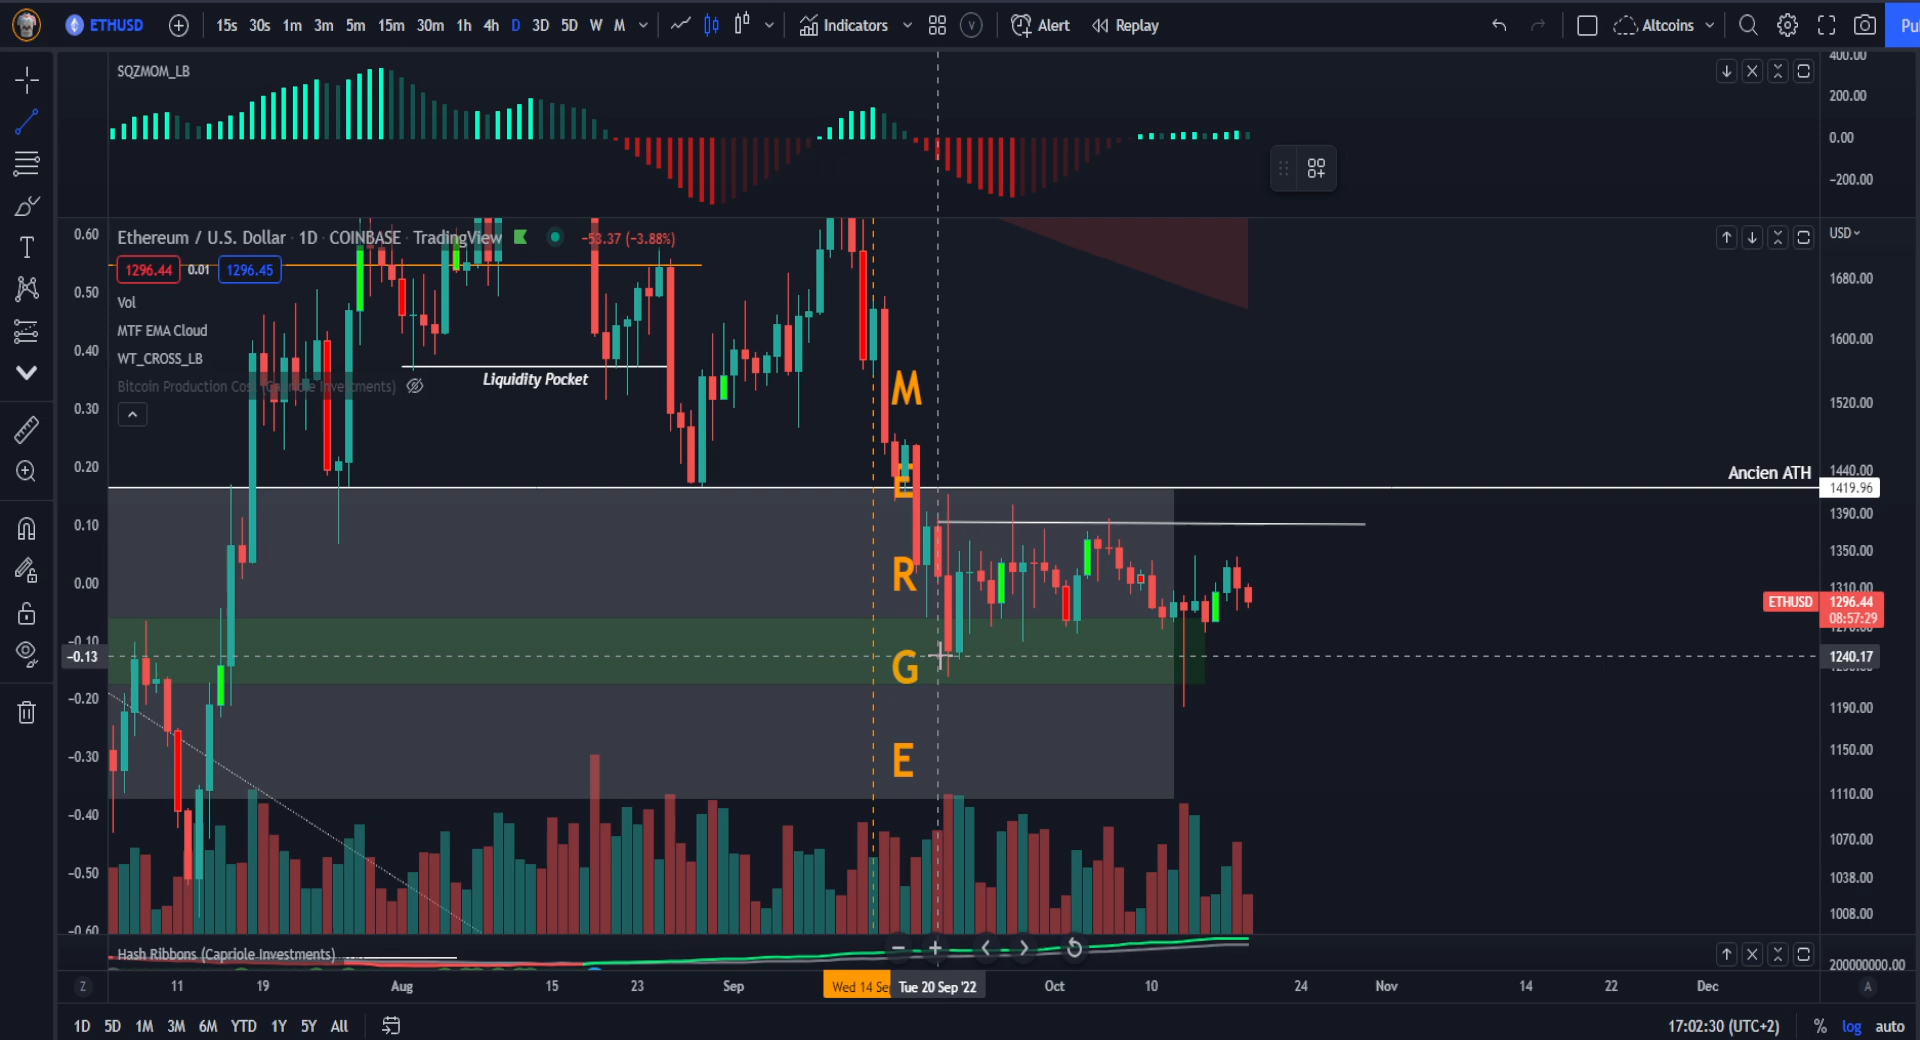 ETHUSD 15s 30s 1m 3m 5m 15m 30m 1h 4h D 3D 5D W M Indicators V Alert Replay Altcoins
SQZMOM_LB
400.00
200.00
0.00
-200.00
Ethereum / U.S. Dollar · 1D · COINBASE · TradingView -53.37 (-3.88%)
1296.44 0.01 1296.45
Vol
MTF EMA Cloud
WT_CROSS_LB
0.60
0.50
0.40
0.30
0.20
0.10
0.00
-0.10
-0.13
-0.20
-0.30
-0.40
-0.50
-0.60
Liquidity Pocket
M
E
R
G
E
Ancien ATH
USD
1680.00
1600.00
1520.00
1440.00
1419.96
1390.00
1350.00
1310.00
ETHUSD 1296.44
08:57:29
1240.17
1190.00
1150.00
1110.00
1070.00
1038.00
1008.00
Hash Ribbons (Capriole Investments)
200000000.00
Z 11 19 Aug 15 23 Sep Wed 14 Se Tue 20 Sep '22 Oct 10 24 Nov 14 22 Dec A
1D 5D 1M 3M 6M YTD 1Y 5Y All 17:02:30 (UTC+2) % log auto